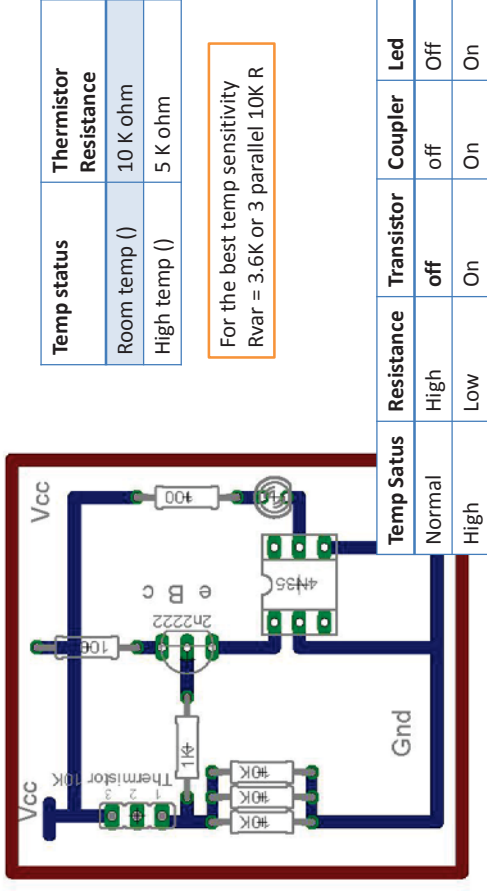 Vcc
Vcc
Thermistor 10K
3 2 1
100
100
2n2222
e B c
1K
4N35
10K
10K
10K
Gnd
Temp status
Thermistor
Resistance
Room temp ()
10 K ohm
High temp ()
5 K ohm
For the best temp sensitivity
Rvar = 3.6K or 3 parallel 10K R
Temp Satus Resistance Transistor Coupler Led
Normal High off off Off
High Low On On On